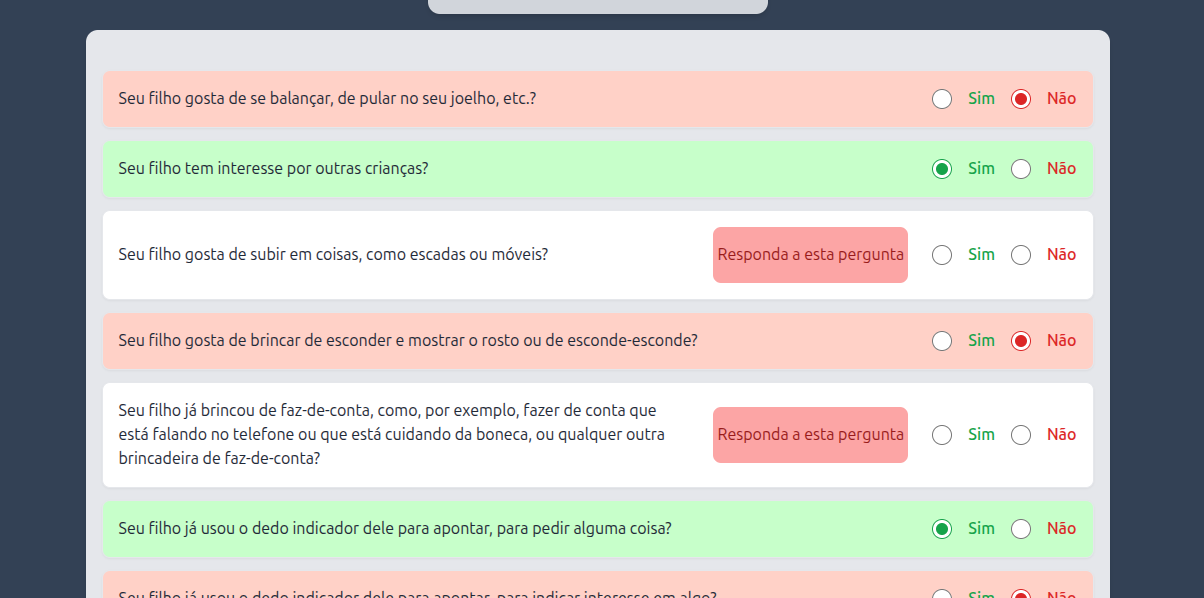 Seu filho gosta de se balançar, de pular no seu joelho, etc.? Sim Não
Seu filho tem interesse por outras crianças? Sim Não
Seu filho gosta de subir em coisas, como escadas ou móveis? Responda a esta pergunta Sim Não
Seu filho gosta de brincar de esconder e mostrar o rosto ou de esconde-esconde? Sim Não
Seu filho já brincou de faz-de-conta, como, por exemplo, fazer de conta que
está falando no telefone ou que está cuidando da boneca, ou qualquer outra
brincadeira de faz-de-conta?
Responda a esta pergunta Sim Não
Seu filho já usou o dedo indicador dele para apontar, para pedir alguma coisa? Sim Não
Seu filho já usou o dedo indicador dele para apontar, para indicar interesse em algo? Sim Não